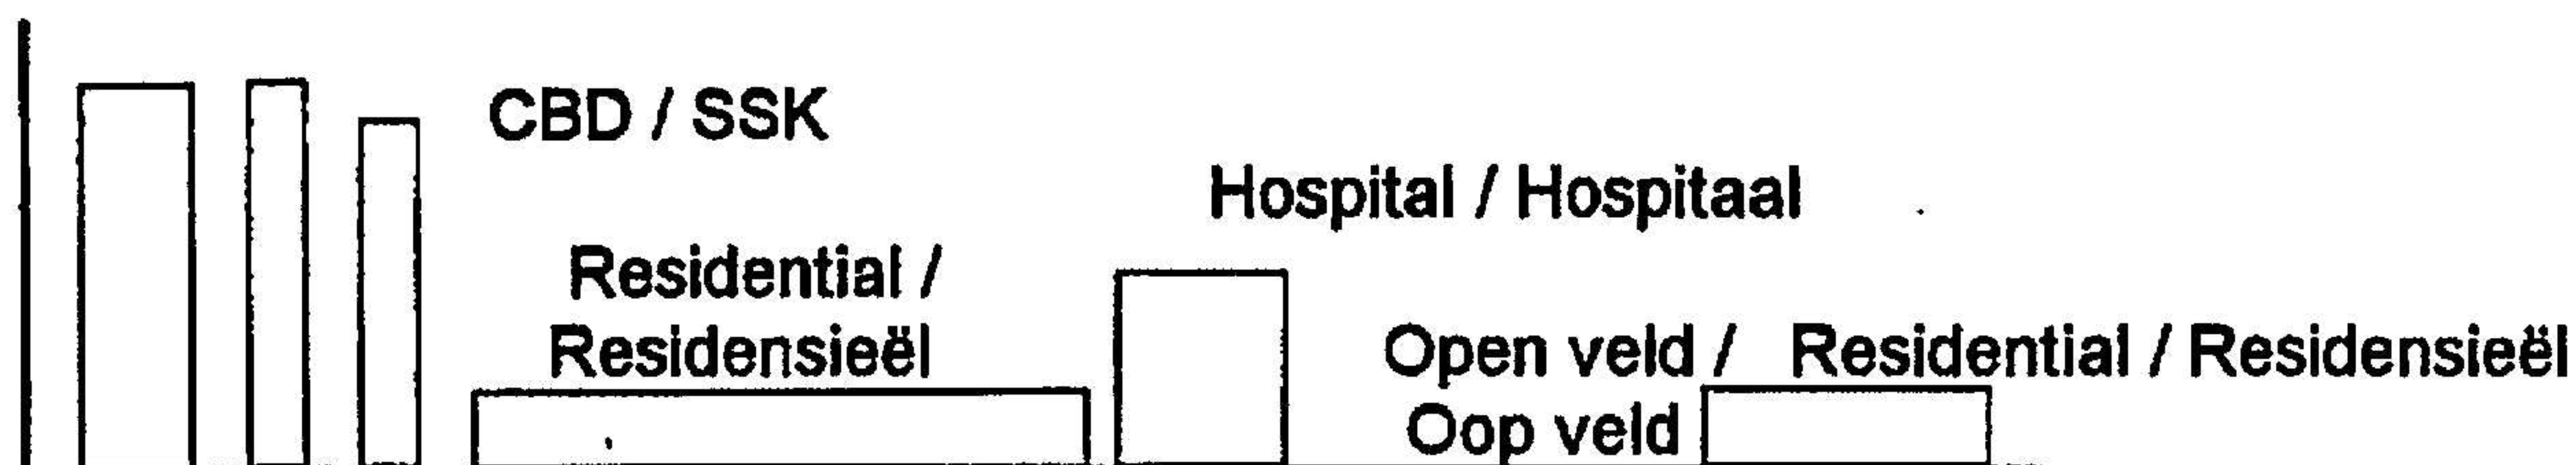 CBD / SSK
Hospital / Hospitaal
Residential /
Residensieël
Open veld /
Oop veld
Residential / Residensieël